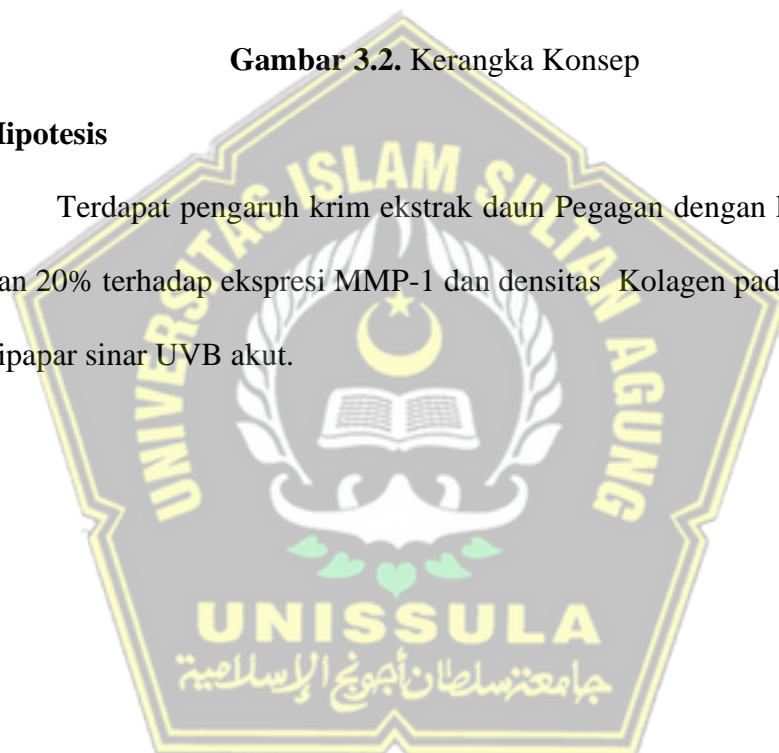 Gambar 3.2. Kerangka Konsep
Hipotesis
Terdapat pengaruh krim ekstrak daun Pegagan dengan
an 20% terhadap ekspresi MMP-1 dan densitas Kolagen pad
ipapar sinar UVB akut.
UNIVERSITAS ISLAM SULTAN AGUNG
UNISSULA
جامعة سلطان أجونج الإسلامية